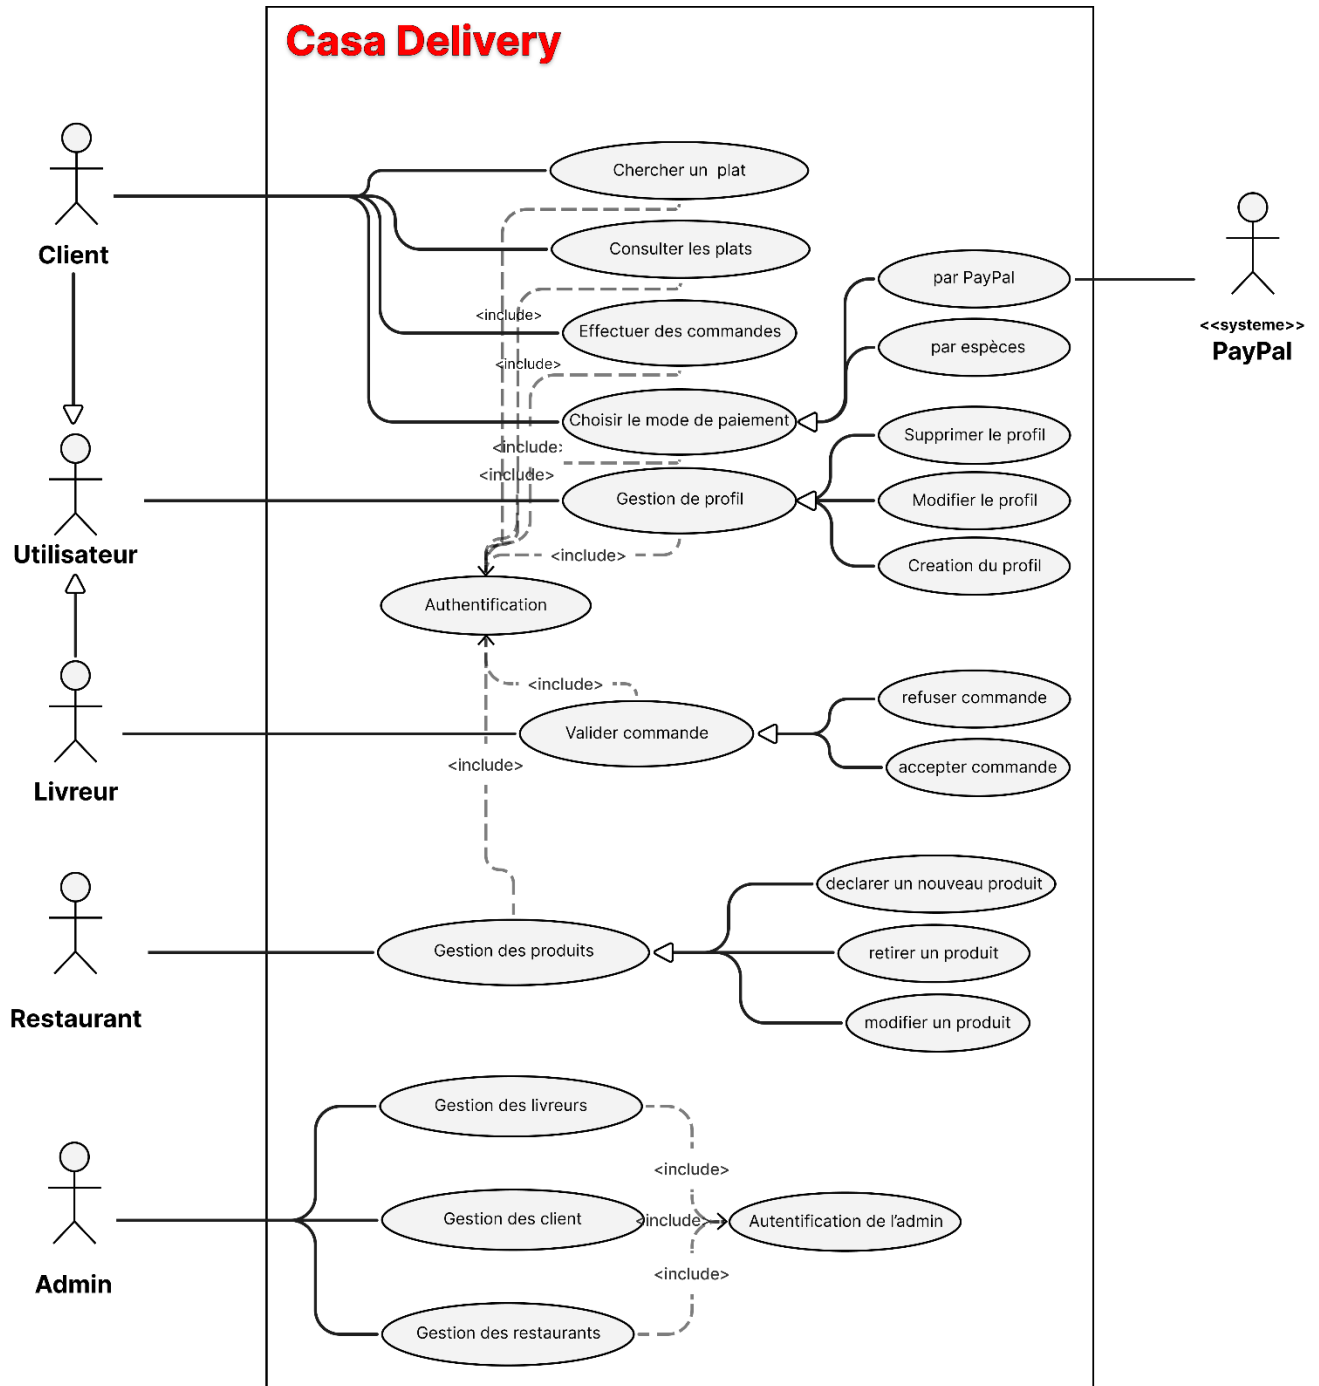 Casa Delivery
Chercher un plat
Client
Consulter les plats
par PayPal
<include>
Effectuer des commandes
<<systeme>>
PayPal
par espèces
<include>
Choisir le mode de paiement
Supprimer le profil
<include>
<include>
Gestion de profil
Modifier le profil
Utilisateur
<include>
Creation du profil
Authentification
<include>
refuser commande
Valider commande
<include>
accepter commande
Livreur
declarer un nouveau produit
Gestion des produits
retirer un produit
Restaurant
modifier un produit
Gestion des livreurs
<include>
Gestion des client
<include>
Autentification de l'admin
<include>
Admin
Gestion des restaurants